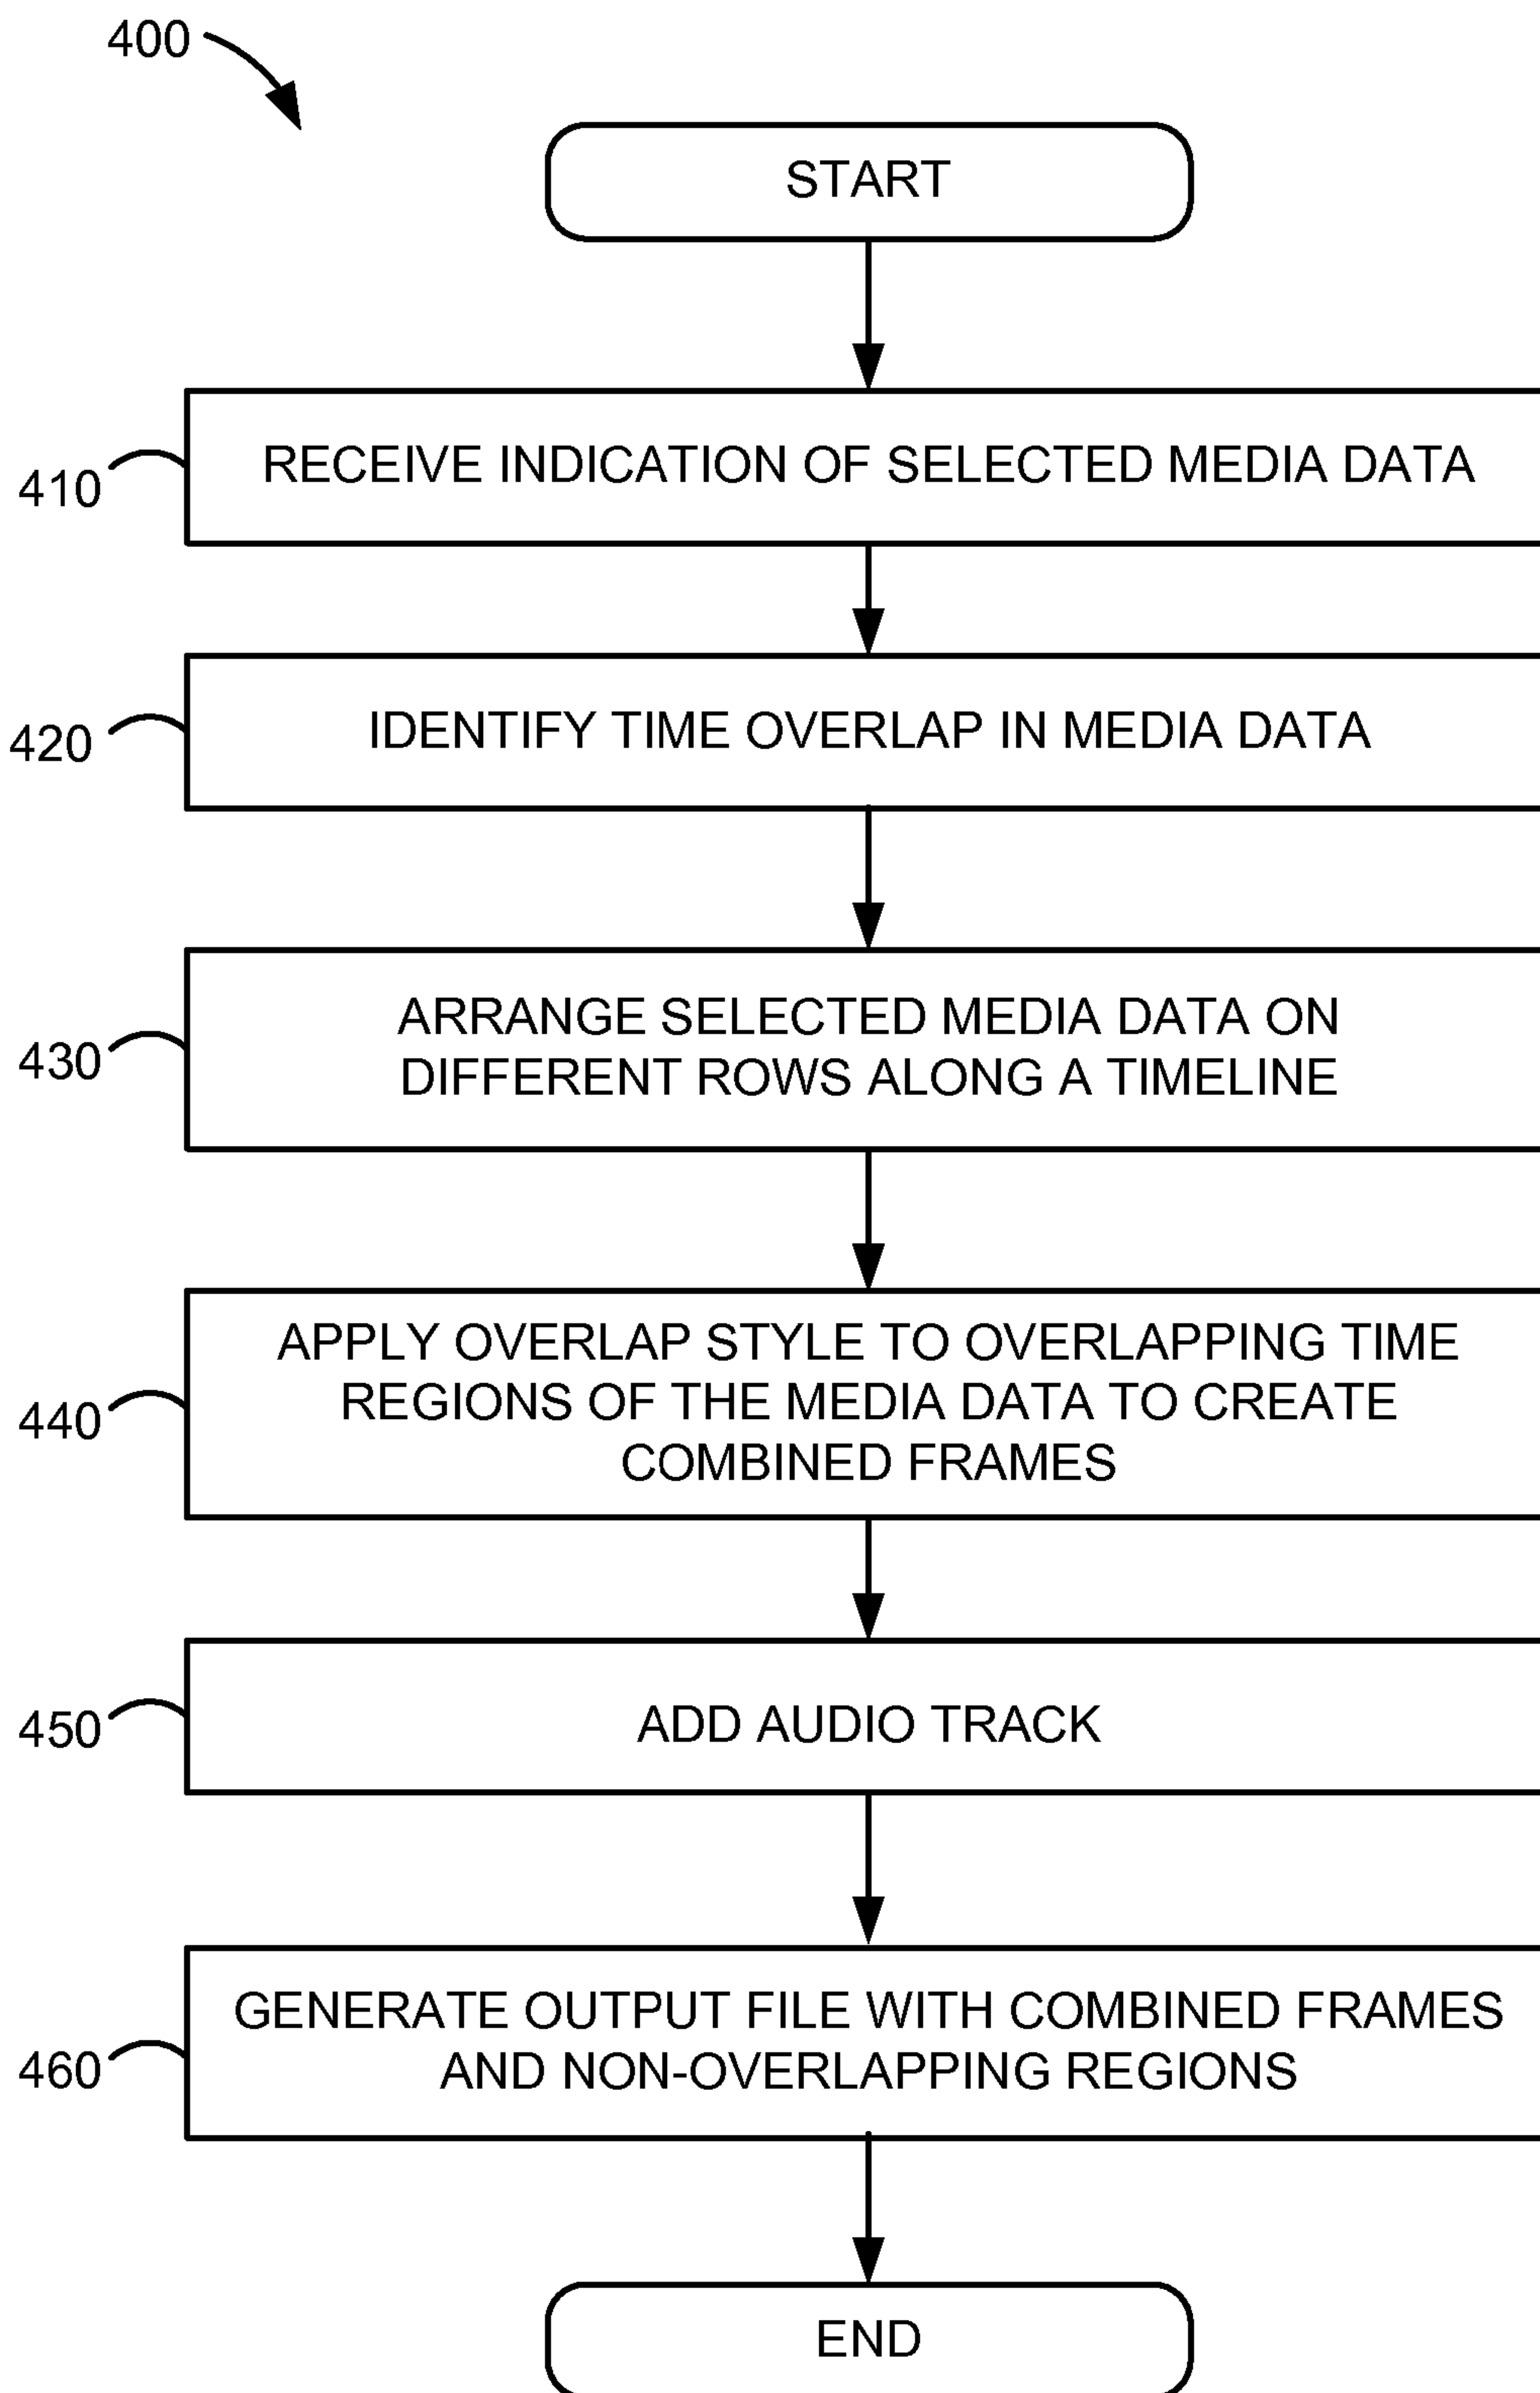 400
START
410
RECEIVE INDICATION OF SELECTED MEDIA DATA
420
IDENTIFY TIME OVERLAP IN MEDIA DATA
430
ARRANGE SELECTED MEDIA DATA ON
DIFFERENT ROWS ALONG A TIMELINE
440
APPLY OVERLAP STYLE TO OVERLAPPING TIME
REGIONS OF THE MEDIA DATA TO CREATE
COMBINED FRAMES
450
ADD AUDIO TRACK
460
GENERATE OUTPUT FILE WITH COMBINED FRAMES
AND NON-OVERLAPPING REGIONS
END